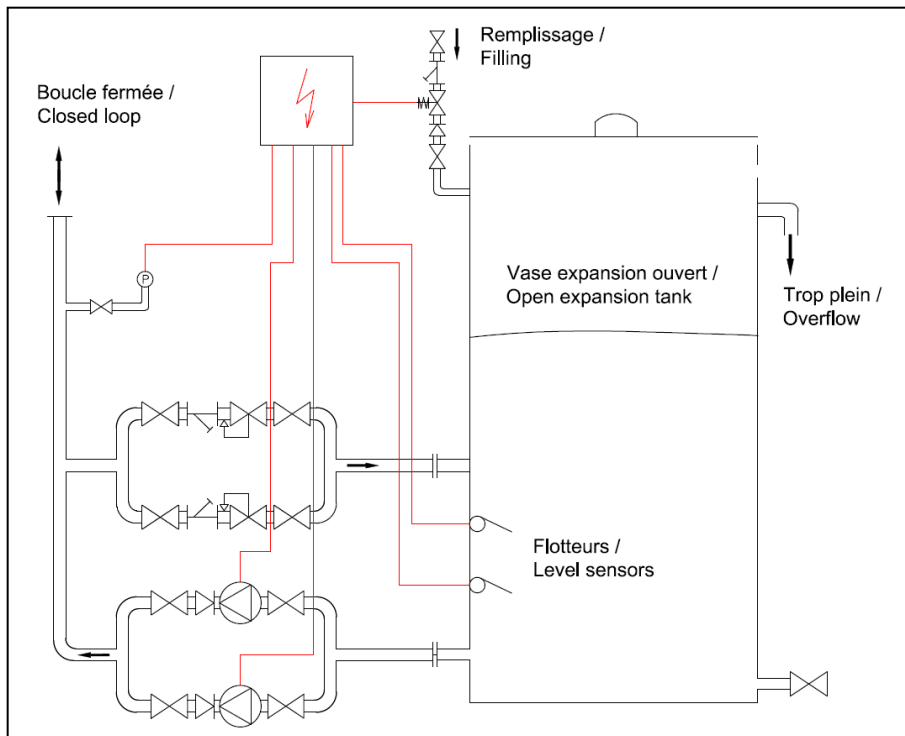 Remplissage /
Filling
Boucle fermée /
Closed loop
P
Vase expansion ouvert /
Open expansion tank
Trop plein /
Overflow
Flotteurs /
Level sensors